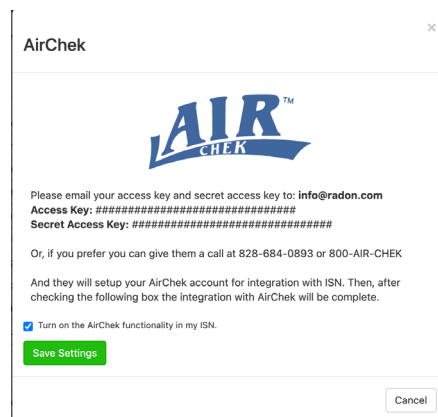 ×
AirChek
AIR™
CHEK
Please email your access key and secret access key to: info@radon.com
Access Key: ###############################
Secret Access Key: ###############################
Or, if you prefer you can give them a call at 828-684-0893 or 800-AIR-CHEK
And they will setup your AirChek account for integration with ISN. Then, after
checking the following box the integration with AirChek will be complete.
Turn on the AirChek functionality in my ISN.
Save Settings
Cancel